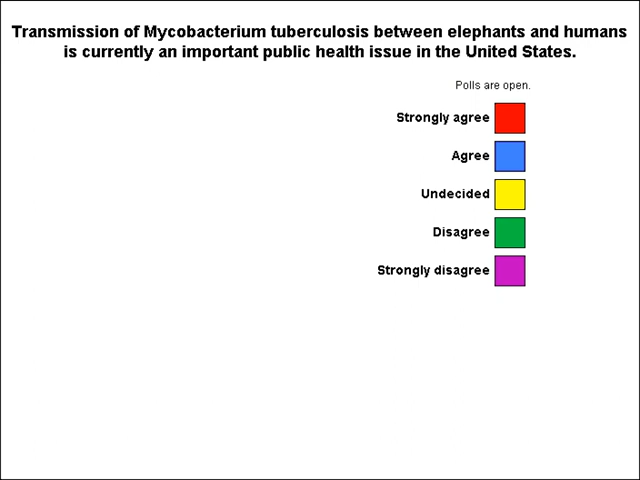 Transmission of Mycobacterium tuberculosis between elephants and humans
is currently an important public health issue in the United States.
Polls are open.
Strongly agree
Agree
Undecided
Disagree
Strongly disagree